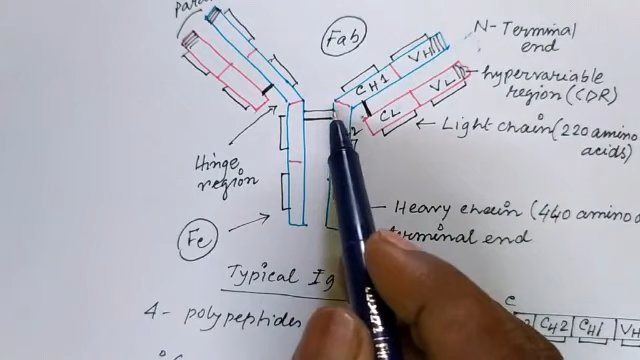 Fab
N-Terminal
end
VH
CH1
hypervariable
region (CDR)
VL
CL
Light chain (220 amino
acids)
Hinge
region
Heavy chain (440 amino
Fc
terminal end
Typical Ig
4- polypeptides
C
CH2 CH1 VH